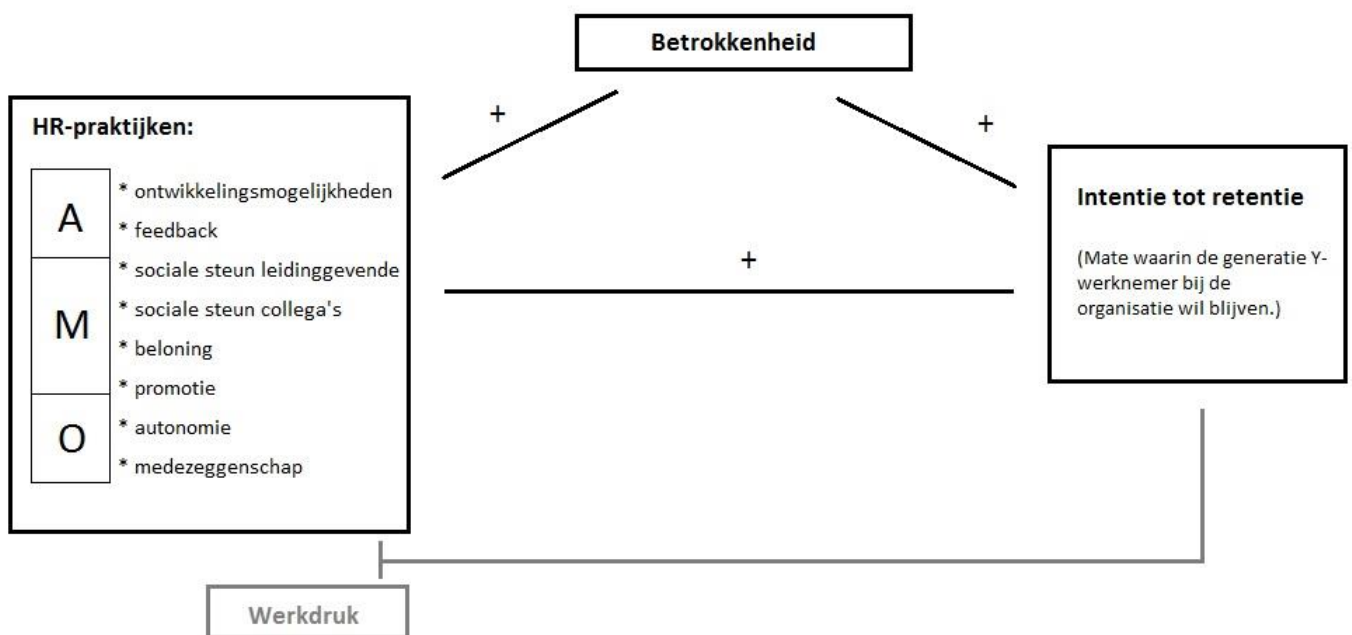 Betrokkenheid
+
+
HR-praktijken:
A
M
O
* ontwikkelingsmogelijkheden
* feedback
* sociale steun leidinggevende
* sociale steun collega's
* beloning
* promotie
* autonomie
* medezeggenschap
+
Intentie tot retentie
(Mate waarin de generatie Y-
werknemer bij de
organisatie wil blijven.)
Werkdruk